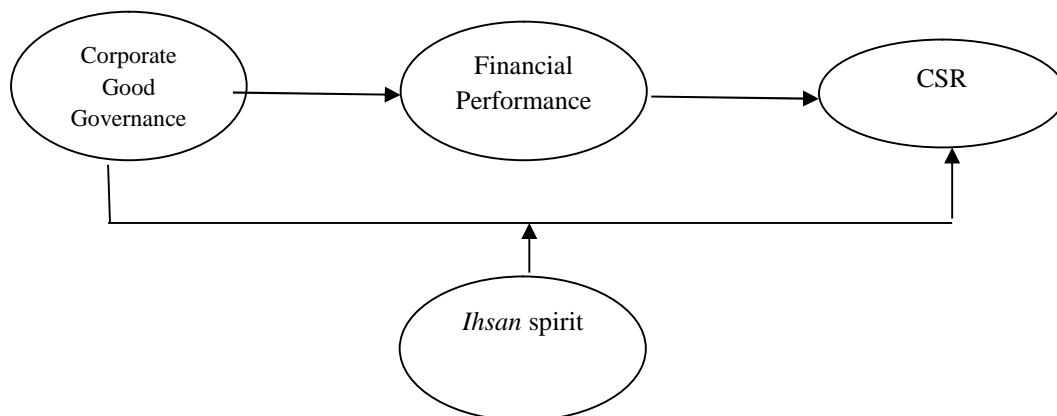 Corporate
Good
Governance
Financial
Performance
CSR
Ihsan spirit